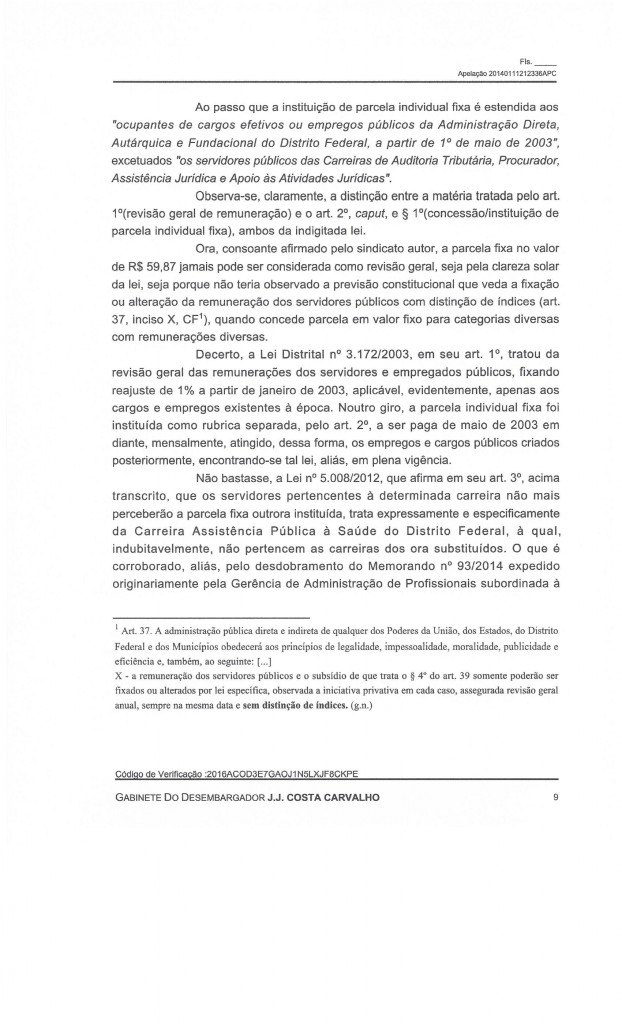 Fls. ____
Apelação 20140111212336APC
Ao passo que a instituição de parcela individual fixa é estendida aos
"ocupantes de cargos efetivos ou empregos públicos da Administração Direta,
Autárquica e Fundacional do Distrito Federal, a partir de 1º de maio de 2003",
excetuados "os servidores públicos das Carreiras de Auditoria Tributária, Procurador,
Assistência Jurídica e Apoio às Atividades Jurídicas".
Observa-se, claramente, a distinção entre a matéria tratada pelo art.
1º(revisão geral de remuneração) e o art. 2º, caput, e § 1º(concessão/instituição de
parcela individual fixa), ambos da indigitada lei.
Ora, consoante afirmado pelo sindicato autor, a parcela fixa no valor
de R$ 59,87 jamais pode ser considerada como revisão geral, seja pela clareza solar
da lei, seja porque não teria observado a previsão constitucional que veda a fixação
ou alteração da remuneração dos servidores públicos com distinção de índices (art.
37, inciso X, CF¹), quando concede parcela em valor fixo para categorias diversas
com remunerações diversas.
Decerto, a Lei Distrital nº 3.172/2003, em seu art. 1º, tratou da
revisão geral das remunerações dos servidores e empregados públicos, fixando
reajuste de 1% a partir de janeiro de 2003, aplicável, evidentemente, apenas aos
cargos e empregos existentes à época. Noutro giro, a parcela individual fixa foi
instituída como rubrica separada, pelo art. 2º, a ser paga de maio de 2003 em
diante, mensalmente, atingido, dessa forma, os empregos e cargos públicos criados
posteriormente, encontrando-se tal lei, aliás, em plena vigência.
Não bastasse, a Lei nº 5.008/2012, que afirma em seu art. 3º, acima
transcrito, que os servidores pertencentes à determinada carreira não mais
perceberão a parcela fixa outrora instituída, trata expressamente e especificamente
da Carreira Assistência Pública à Saúde do Distrito Federal, à qual,
indubitavelmente, não pertencem as carreiras dos ora substituídos. O que é
corroborado, aliás, pelo desdobramento do Memorando nº 93/2014 expedido
originariamente pela Gerência de Administração de Profissionais subordinada à
¹ Art. 37. A administração pública direta e indireta de qualquer dos Poderes da União, dos Estados, do Distrito
Federal e dos Municípios obedecerá aos princípios de legalidade, impessoalidade, moralidade, publicidade e
eficiência e, também, ao seguinte: [...]
X - a remuneração dos servidores públicos e o subsídio de que trata o § 4º do art. 39 somente poderão ser
fixados ou alterados por lei específica, observada a iniciativa privativa em cada caso, assegurada revisão geral
anual, sempre na mesma data e sem distinção de índices. (g.n.)
Código de Verificação :2016ACOD3E7GAOJ1N5LXJF8CKPE
GABINETE DO DESEMBARGADOR J.J. COSTA CARVALHO 9